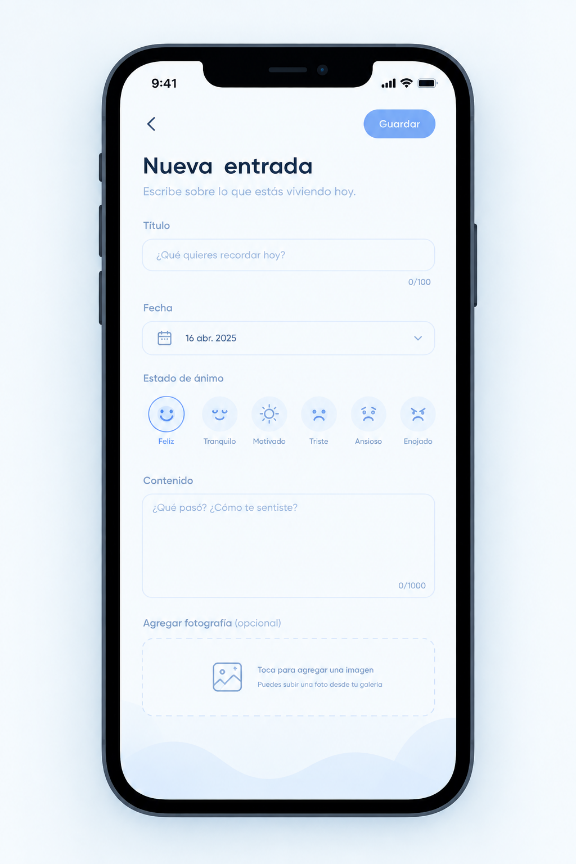 9:41
Guardar
Nueva entrada
Escribe sobre lo que estás viviendo hoy.
Título
¿Qué quieres recordar hoy?
0/100
Fecha
16 abr. 2025
Estado de ánimo
Feliz Tranquilo Motivado Triste Ansioso Enojado
Contenido
¿Qué pasó? ¿Cómo te sentiste?
0/1000
Agregar fotografía (opcional)
Toca para agregar una imagen
Puedes subir una foto desde tu galería